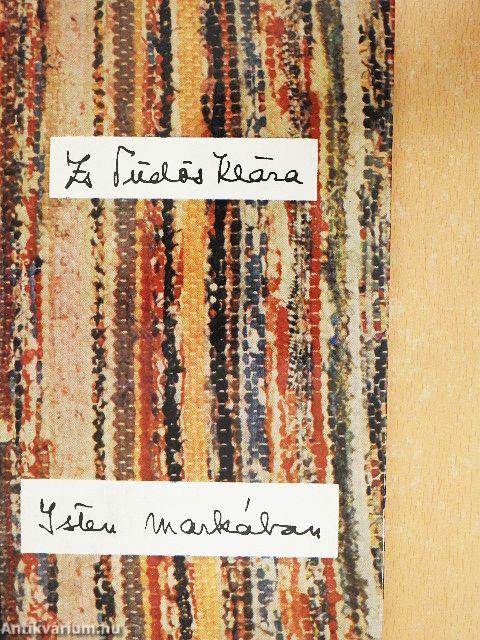 Zs Tüdős Klára
Isten markában
Antikvarium.hu